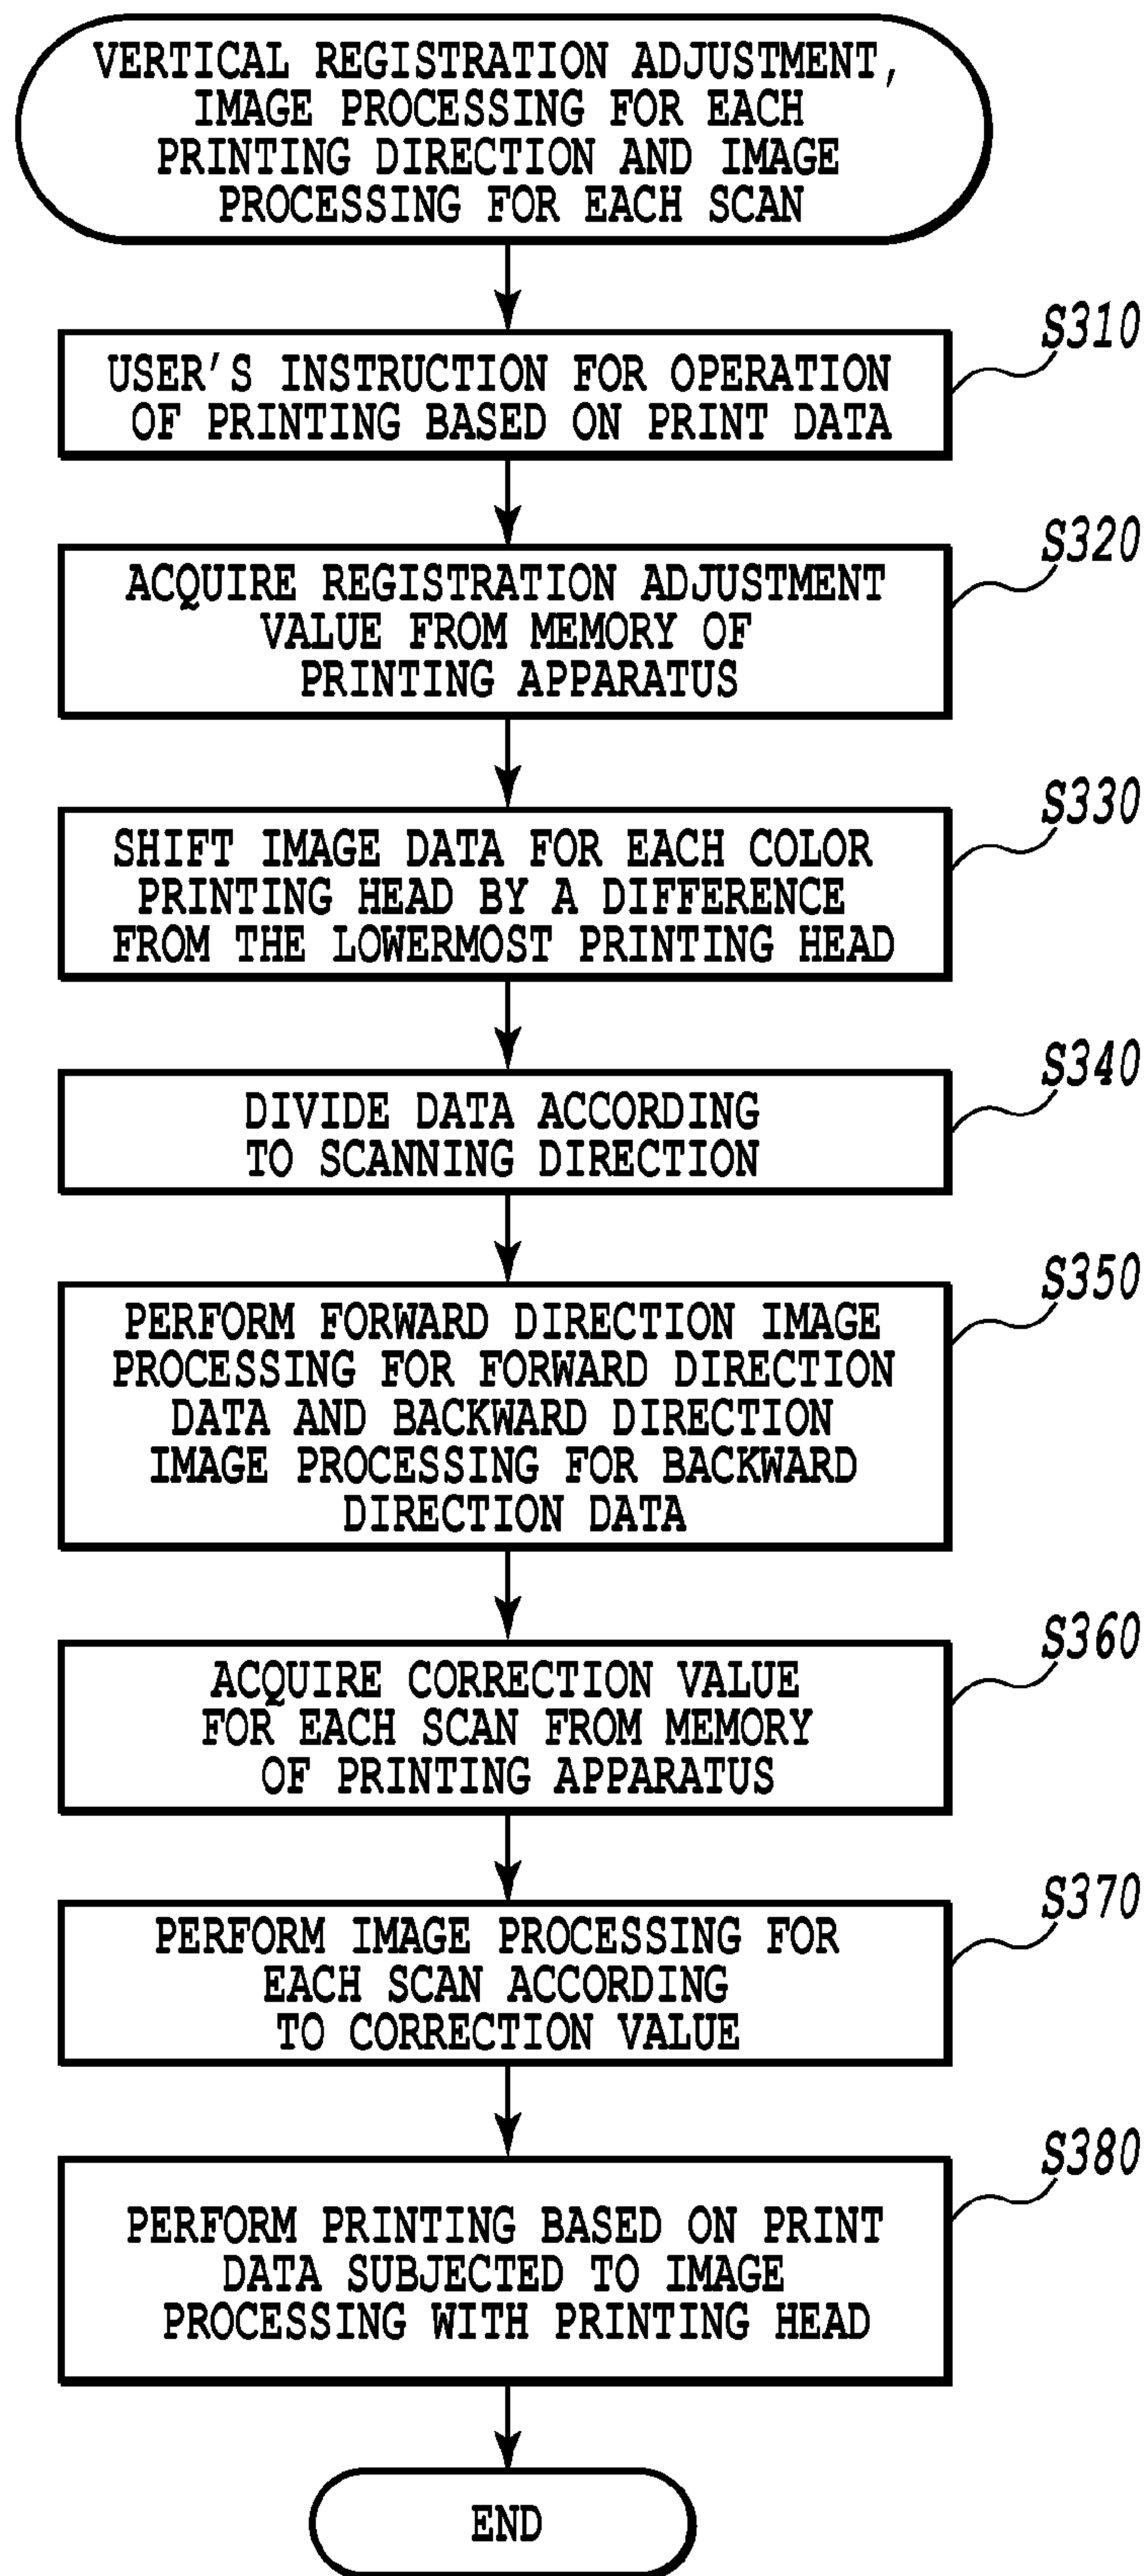 VERTICAL REGISTRATION ADJUSTMENT,
IMAGE PROCESSING FOR EACH
PRINTING DIRECTION AND IMAGE
PROCESSING FOR EACH SCAN
S310
USER'S INSTRUCTION FOR OPERATION
OF PRINTING BASED ON PRINT DATA
S320
ACQUIRE REGISTRATION ADJUSTMENT
VALUE FROM MEMORY OF
PRINTING APPARATUS
S330
SHIFT IMAGE DATA FOR EACH COLOR
PRINTING HEAD BY A DIFFERENCE
FROM THE LOWERMOST PRINTING HEAD
S340
DIVIDE DATA ACCORDING
TO SCANNING DIRECTION
S350
PERFORM FORWARD DIRECTION IMAGE
PROCESSING FOR FORWARD DIRECTION
DATA AND BACKWARD DIRECTION
IMAGE PROCESSING FOR BACKWARD
DIRECTION DATA
S360
ACQUIRE CORRECTION VALUE
FOR EACH SCAN FROM MEMORY
OF PRINTING APPARATUS
S370
PERFORM IMAGE PROCESSING FOR
EACH SCAN ACCORDING
TO CORRECTION VALUE
S380
PERFORM PRINTING BASED ON PRINT
DATA SUBJECTED TO IMAGE
PROCESSING WITH PRINTING HEAD
END